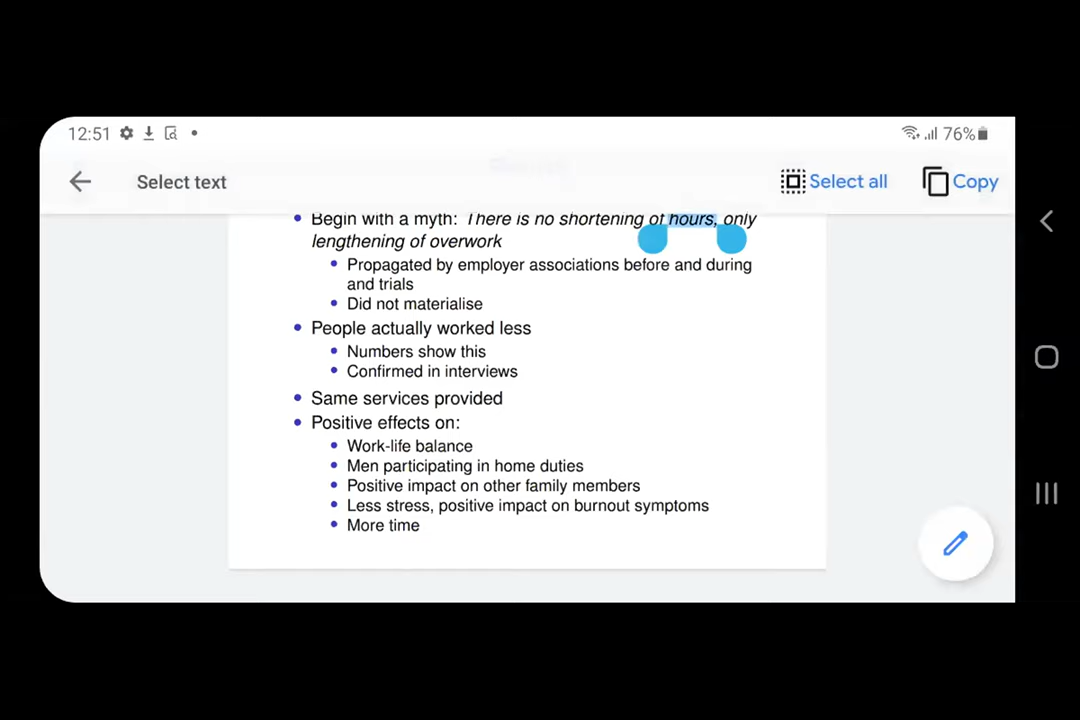 12:51
76%
Select text
Select all
Copy
• Begin with a myth: There is no shortening of hours, only
lengthening of overwork
• Propagated by employer associations before and during
and trials
• Did not materialise
• People actually worked less
• Numbers show this
• Confirmed in interviews
• Same services provided
• Positive effects on:
• Work-life balance
• Men participating in home duties
• Positive impact on other family members
• Less stress, positive impact on burnout symptoms
• More time